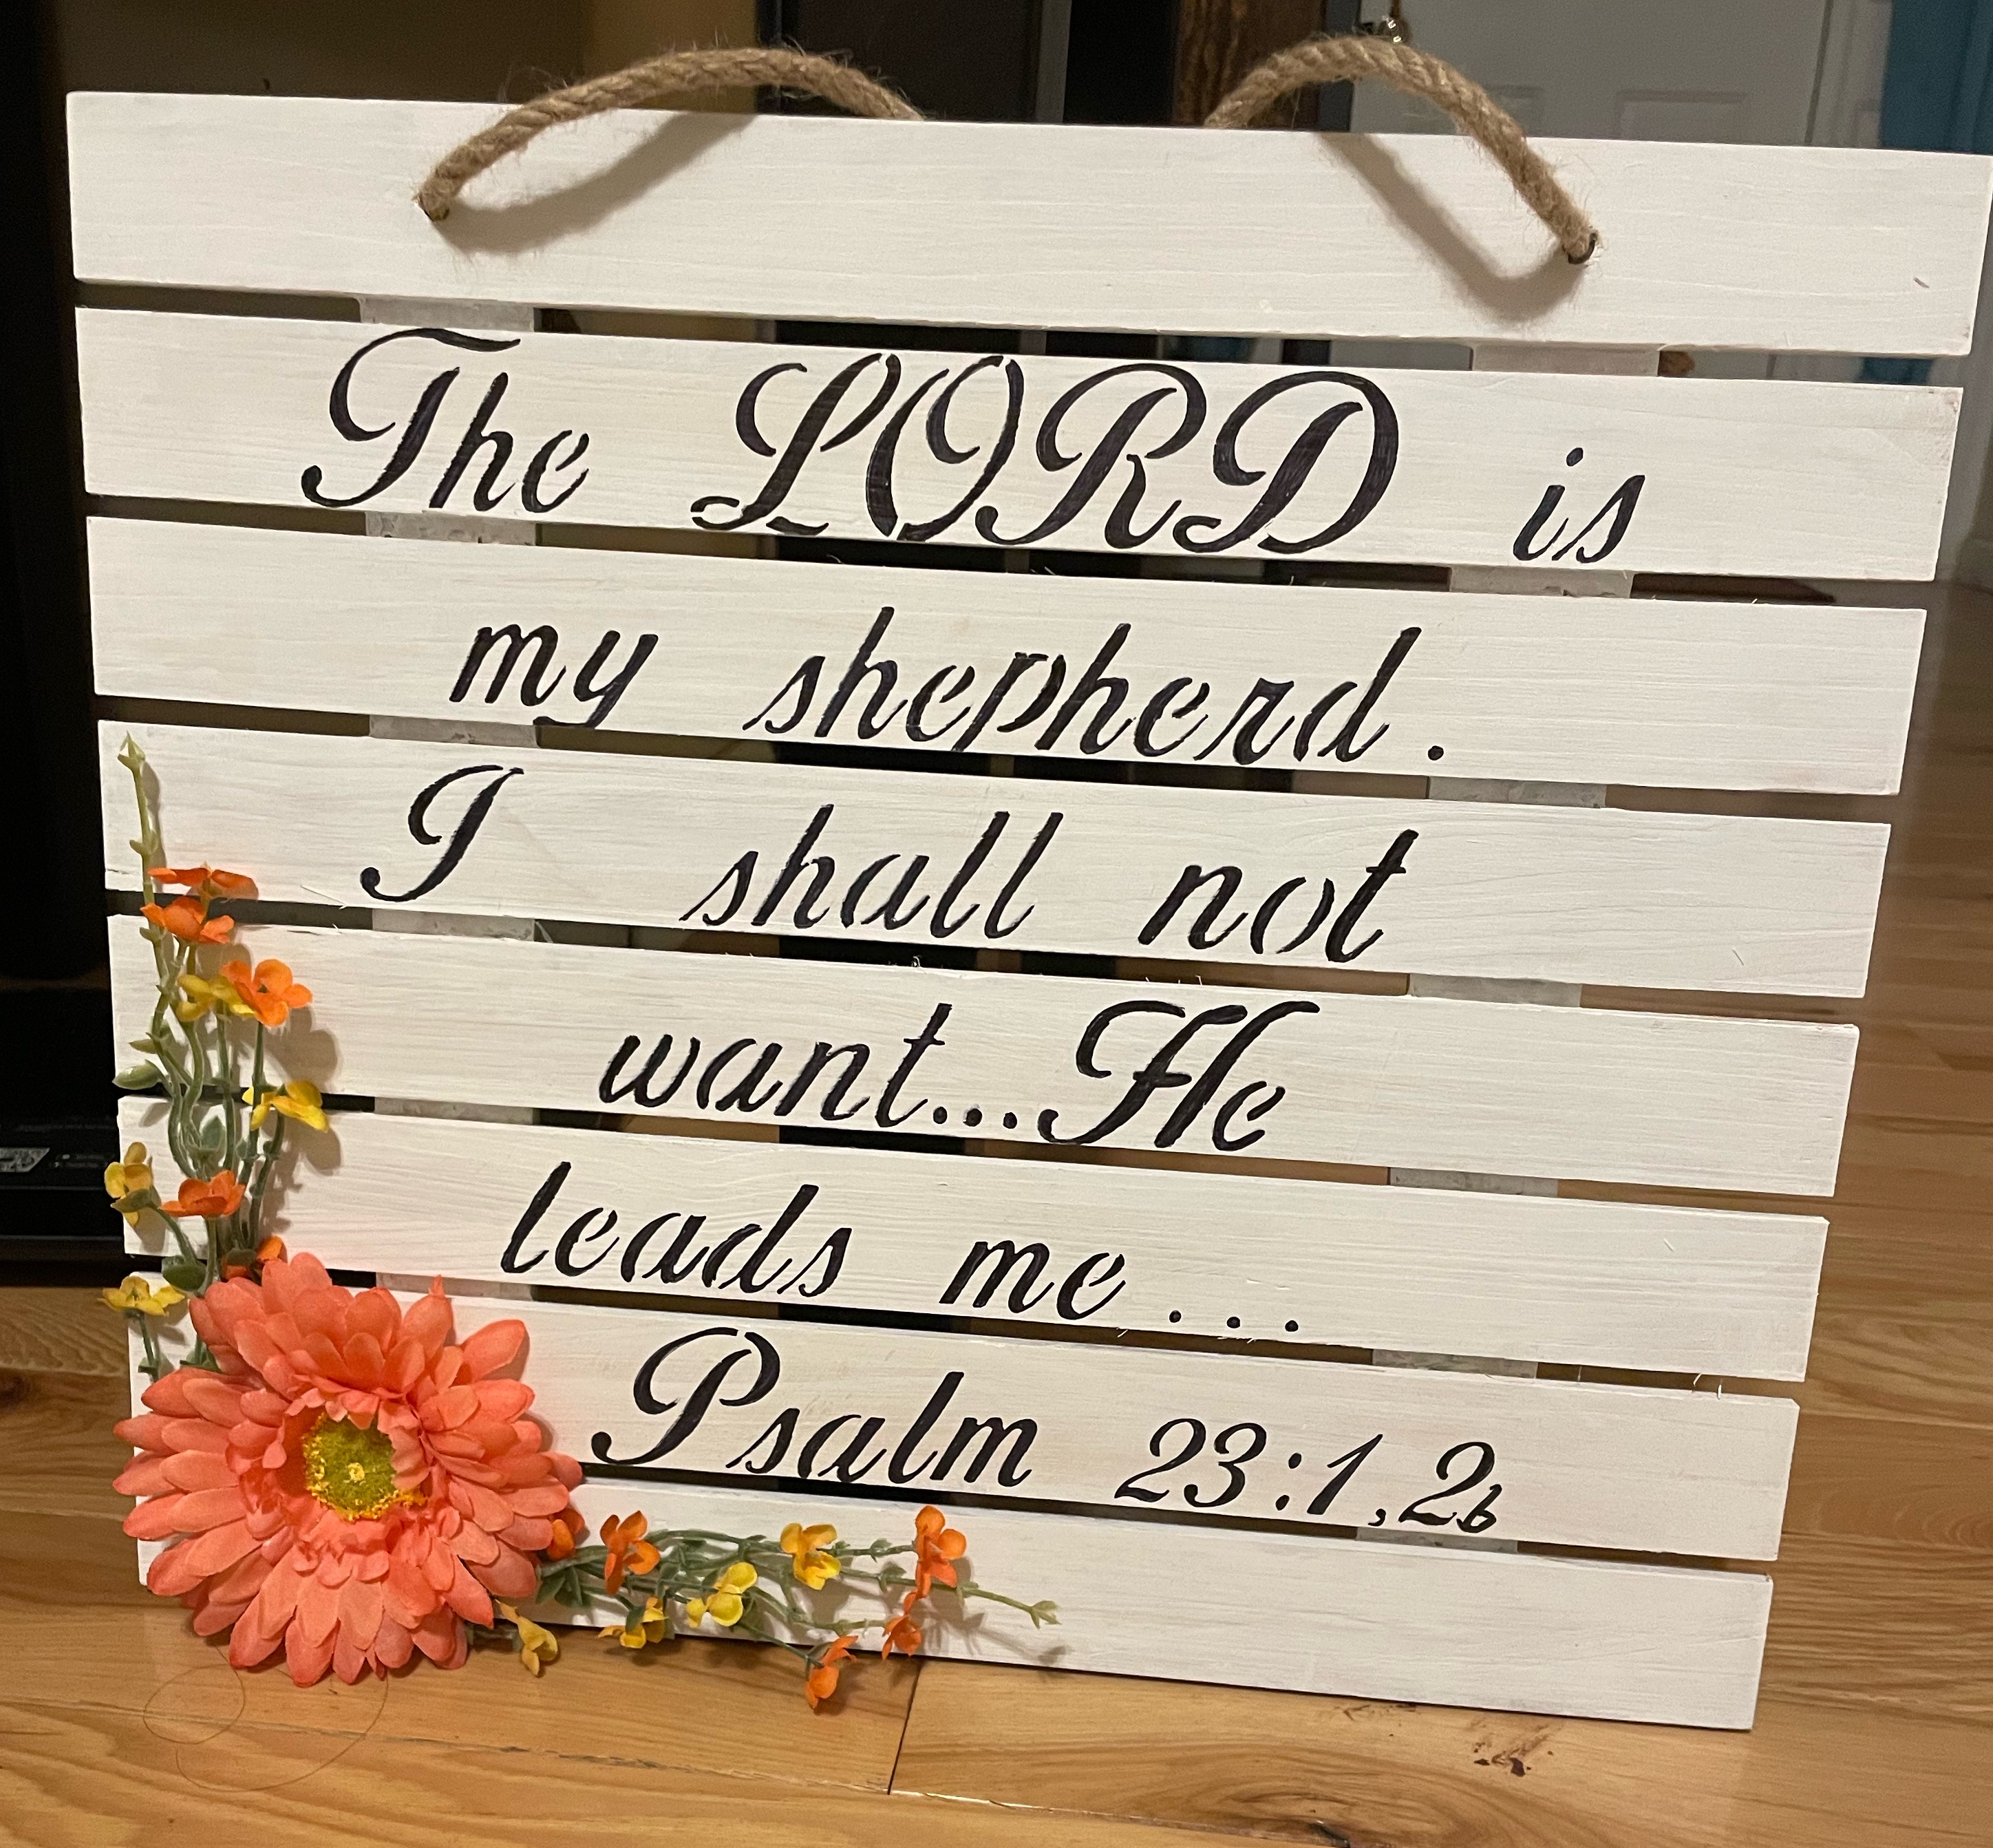 The LORD is
my shepherd.
I shall not
want...He
leads me...
Psalm 23:1,2b